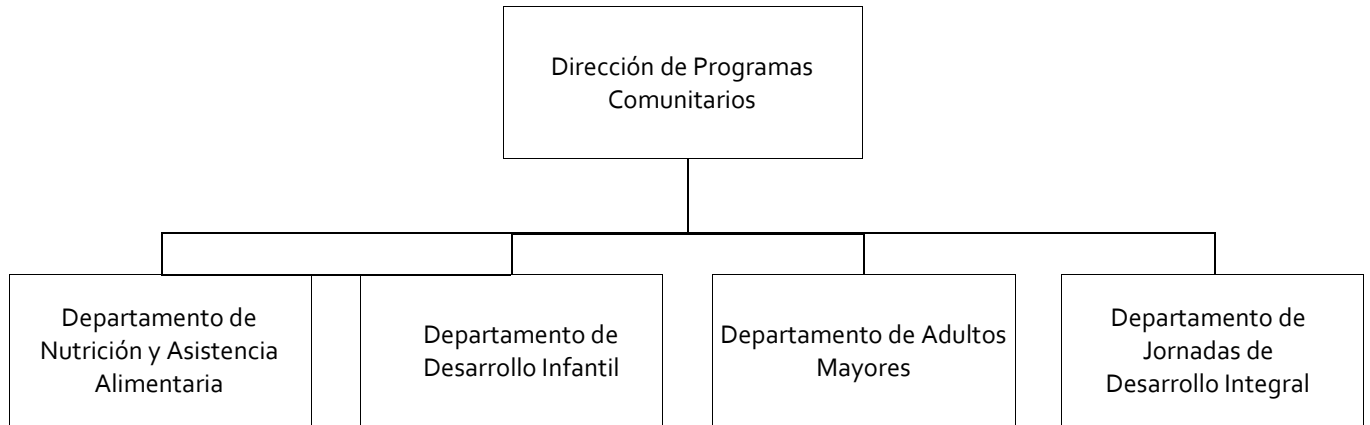 Dirección de Programas
Comunitarios
Departamento de
Nutrición y Asistencia
Alimentaria
Departamento de
Desarrollo Infantil
Departamento de Adultos
Mayores
Departamento de
Jornadas de
Desarrollo Integral